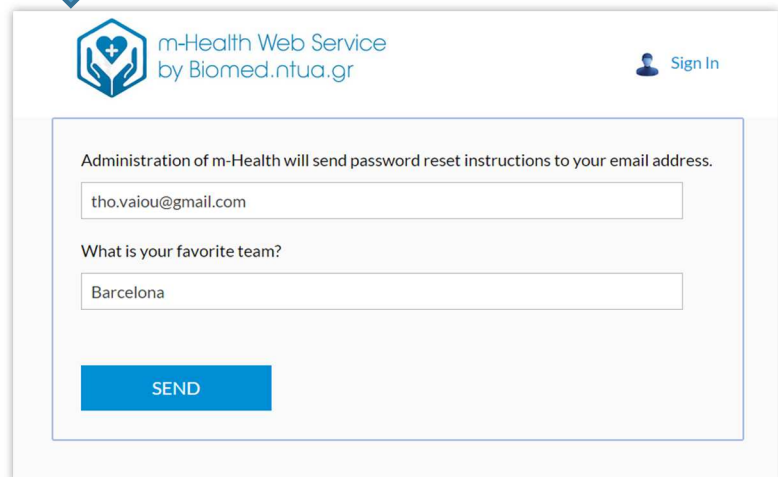 m-Health Web Service
by Biomed.ntua.gr
Sign In
Administration of m-Health will send password reset instructions to your email address.
tho.vaiou@gmail.com
What is your favorite team?
Barcelona
SEND